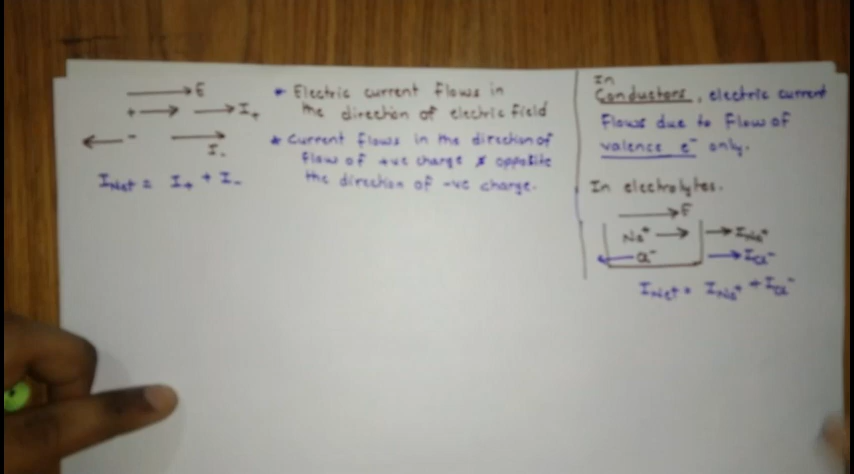 E
+ I+
-
I-
INet = I+ + I-
* Electric current flows in
the direction of electric field
* Current flows in the direction of
flow of +ve charge & opposite
the direction of -ve charge.
In
Conductors, electric current
flows due to flow of
valence e- only.
In electrolytes.
E
Na+ INa+
Cl- ICl-
INet = INa+ + ICl-